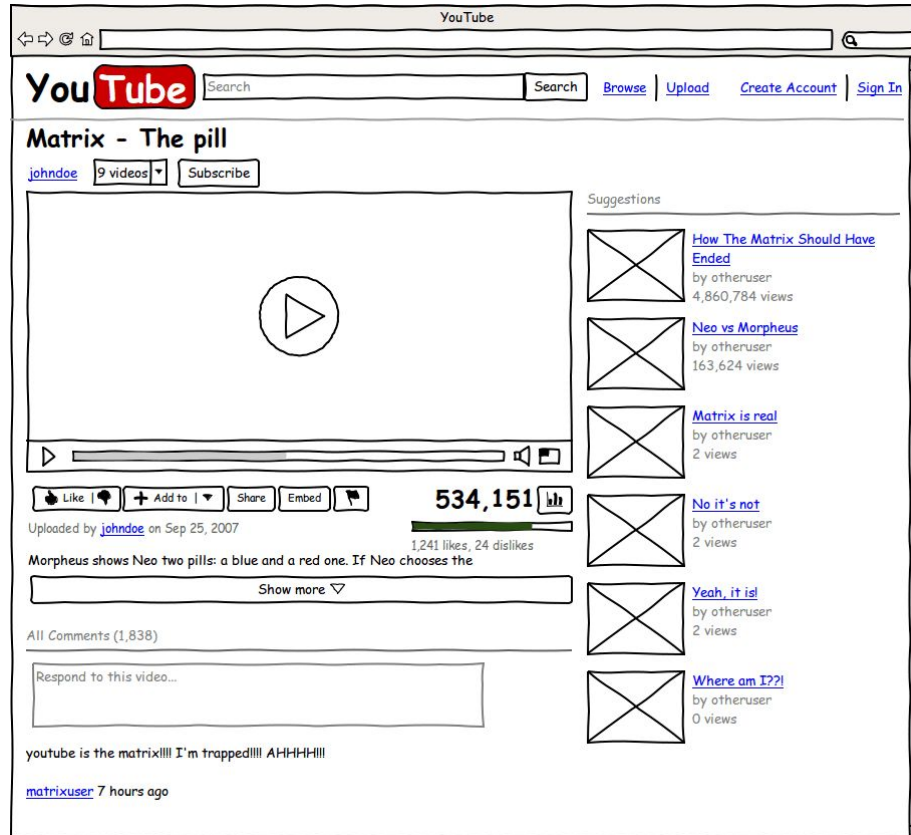 YouTube
YouTube Search Search Browse Upload Create Account Sign In
Matrix - The pill
johndoe 9 videos Subscribe
Suggestions
How The Matrix Should Have
Ended
by otheruser
4,860,784 views
Neo vs Morpheus
by otheruser
163,624 views
Matrix is real
by otheruser
2 views
No it's not
by otheruser
2 views
Yeah, it is!
by otheruser
2 views
Where am I??!
by otheruser
0 views
Like Add to Share Embed 534,151
Uploaded by johndoe on Sep 25, 2007
1,241 likes, 24 dislikes
Morpheus shows Neo two pills: a blue and a red one. If Neo chooses the
Show more
All Comments (1,838)
Respond to this video...
youtube is the matrix!!!! I'm trapped!!!! AHHHH!!!
matrixuser 7 hours ago